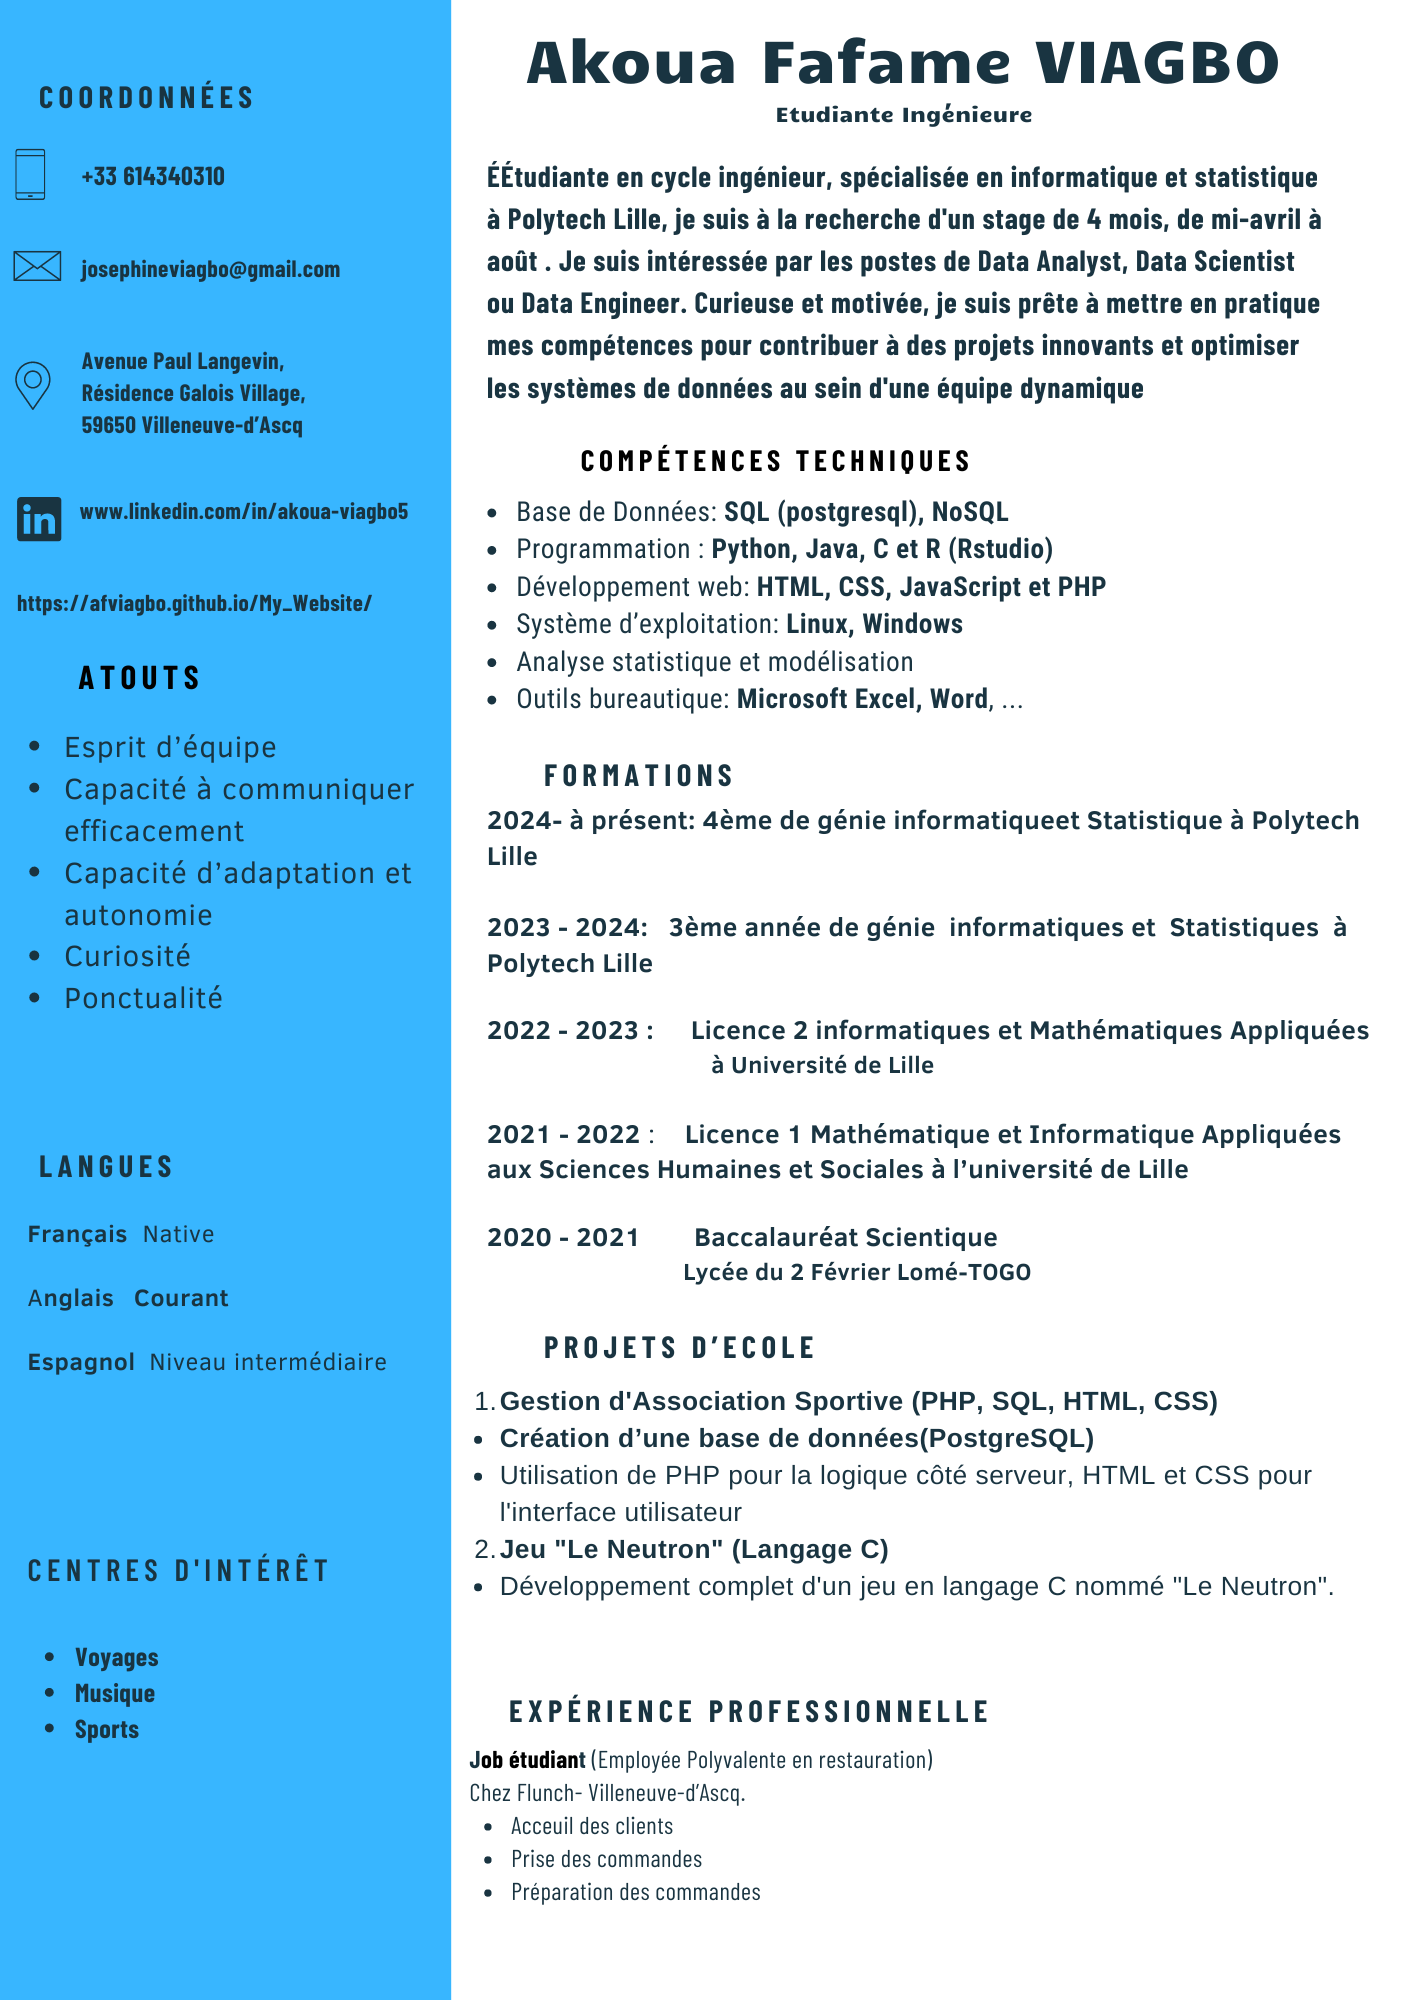 COORDONNÉES
+33 614340310
josephineviagbo@gmail.com
Avenue Paul Langevin,
Résidence Galois Village,
59650 Villeneuve-d’Ascq
in
www.linkedin.com/in/akoua-viagbo5
https://afviagbo.github.io/My_Website/
ATOUTS
• Esprit d’équipe
• Capacité à communiquer
efficacement
• Capacité d’adaptation et
autonomie
• Curiosité
• Ponctualité
LANGUES
Français Native
Anglais Courant
Espagnol Niveau intermédiaire
CENTRES D'INTÉRÊT
• Voyages
• Musique
• Sports
Akoua Fafame VIAGBO
Etudiante Ingénieure
ÉÉtudiante en cycle ingénieur, spécialisée en informatique et statistique
à Polytech Lille, je suis à la recherche d'un stage de 4 mois, de mi-avril à
août . Je suis intéressée par les postes de Data Analyst, Data Scientist
ou Data Engineer. Curieuse et motivée, je suis prête à mettre en pratique
mes compétences pour contribuer à des projets innovants et optimiser
les systèmes de données au sein d'une équipe dynamique
COMPÉTENCES TECHNIQUES
• Base de Données: SQL (postgresql), NoSQL
• Programmation : Python, Java, C et R (Rstudio)
• Développement web: HTML, CSS, JavaScript et PHP
• Système d’exploitation: Linux, Windows
• Analyse statistique et modélisation
• Outils bureautique: Microsoft Excel, Word, ...
FORMATIONS
2024- à présent: 4ème de génie informatiqueet Statistique à Polytech
Lille
2023 - 2024: 3ème année de génie informatiques et Statistiques à
Polytech Lille
2022 - 2023 : Licence 2 informatiques et Mathématiques Appliquées
à Université de Lille
2021 - 2022 : Licence 1 Mathématique et Informatique Appliquées
aux Sciences Humaines et Sociales à l’université de Lille
2020 - 2021 Baccalauréat Scientique
Lycée du 2 Février Lomé-TOGO
PROJETS D’ECOLE
1. Gestion d'Association Sportive (PHP, SQL, HTML, CSS)
• Création d’une base de données(PostgreSQL)
• Utilisation de PHP pour la logique côté serveur, HTML et CSS pour
l'interface utilisateur
2. Jeu "Le Neutron" (Langage C)
• Développement complet d'un jeu en langage C nommé "Le Neutron".
EXPÉRIENCE PROFESSIONNELLE
Job étudiant (Employée Polyvalente en restauration)
Chez Flunch- Villeneuve-d’Ascq.
• Acceuil des clients
• Prise des commandes
• Préparation des commandes